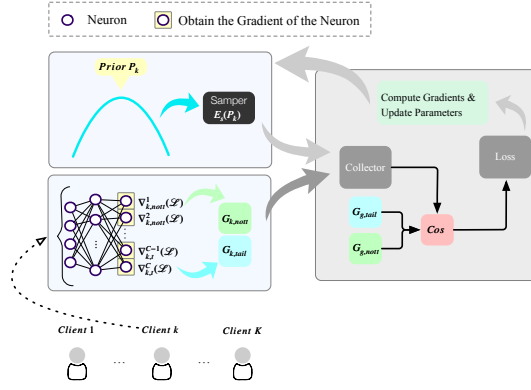 Neuron
Obtain the Gradient of the Neuron
Prior P_k
Samper
E_s(P_k)
Compute Gradients &
Update Parameters
Collector
Loss
∇^1_{k,nott}(ℒ)
∇^2_{k,nott}(ℒ)
∇^{C−1}_{k,t}(ℒ)
∇^C_{k,t}(ℒ)
G_{k,nott}
G_{k,tail}
G_{g,tail}
G_{g,nott}
Cos
Client 1
Client k
Client K
...
...